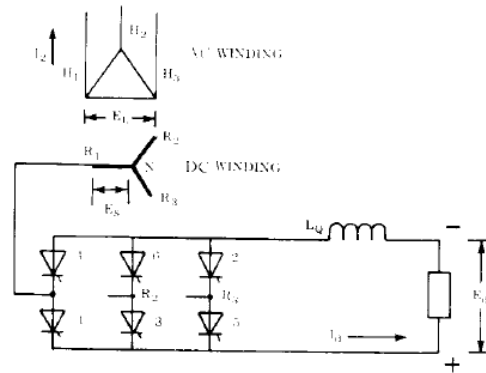 H2
I2
AC WINDING
H1
H3
EL
R2
R1
N
DC WINDING
R3
ES
LQ
−
4
6
2
R2
R3
Ed
1
3
5
Id
+